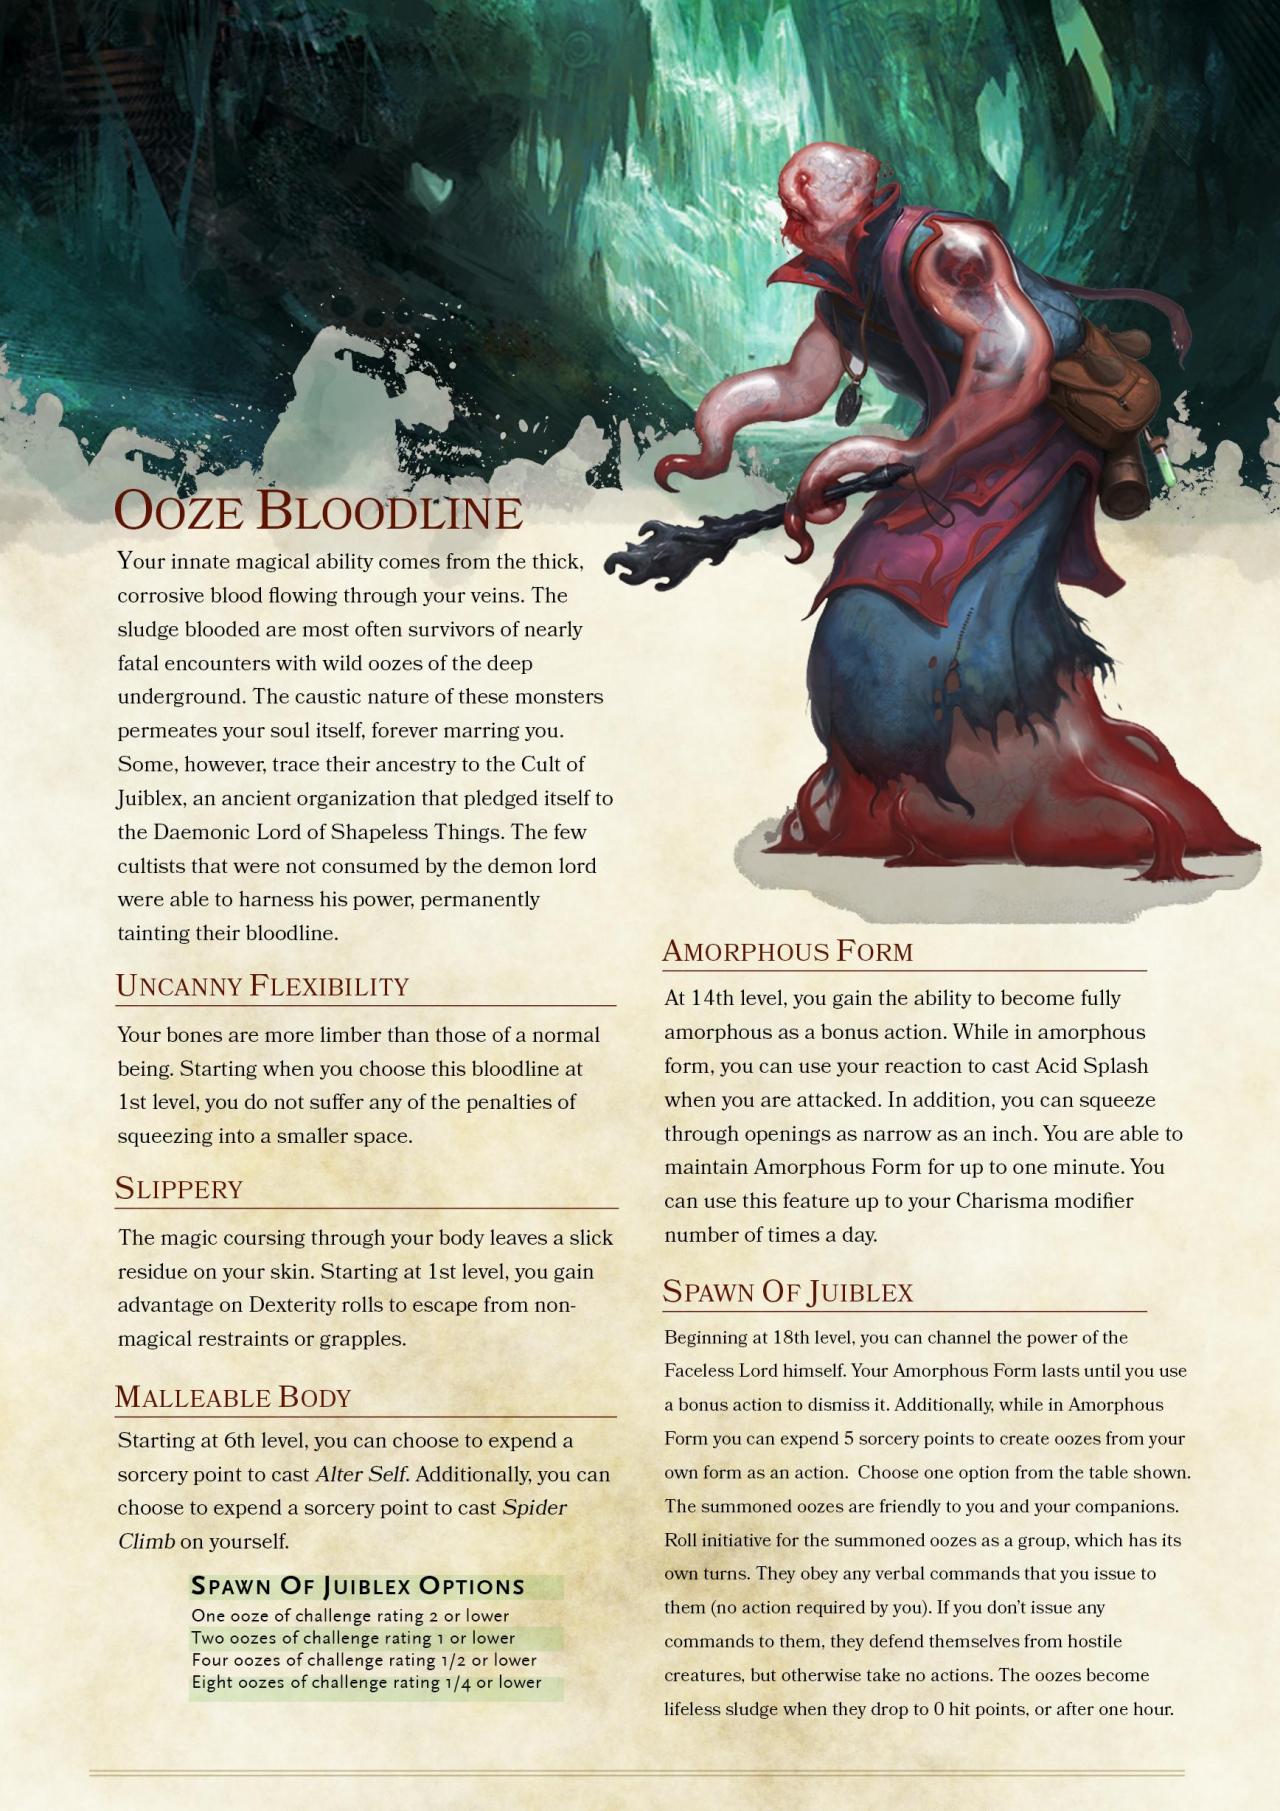 Ooze Bloodline
Your innate magical ability comes from the thick,
corrosive blood flowing through your veins. The
sludge blooded are most often survivors of nearly
fatal encounters with wild oozes of the deep
underground. The caustic nature of these monsters
permeates your soul itself, forever marring you.
Some, however, trace their ancestry to the Cult of
Juiblex, an ancient organization that pledged itself to
the Daemonic Lord of Shapeless Things. The few
cultists that were not consumed by the demon lord
were able to harness his power, permanently
tainting their bloodline.
Uncanny Flexibility
Your bones are more limber than those of a normal
being. Starting when you choose this bloodline at
1st level, you do not suffer any of the penalties of
squeezing into a smaller space.
Slippery
The magic coursing through your body leaves a slick
residue on your skin. Starting at 1st level, you gain
advantage on Dexterity rolls to escape from non-
magical restraints or grapples.
Malleable Body
Starting at 6th level, you can choose to expend a
sorcery point to cast Alter Self. Additionally, you can
choose to expend a sorcery point to cast Spider
Climb on yourself.
Spawn Of Juiblex Options
One ooze of challenge rating 2 or lower
Two oozes of challenge rating 1 or lower
Four oozes of challenge rating 1/2 or lower
Eight oozes of challenge rating 1/4 or lower
Amorphous Form
At 14th level, you gain the ability to become fully
amorphous as a bonus action. While in amorphous
form, you can use your reaction to cast Acid Splash
when you are attacked. In addition, you can squeeze
through openings as narrow as an inch. You are able to
maintain Amorphous Form for up to one minute. You
can use this feature up to your Charisma modifier
number of times a day.
Spawn Of Juiblex
Beginning at 18th level, you can channel the power of the
Faceless Lord himself. Your Amorphous Form lasts until you use
a bonus action to dismiss it. Additionally, while in Amorphous
Form you can expend 5 sorcery points to create oozes from your
own form as an action. Choose one option from the table shown.
The summoned oozes are friendly to you and your companions.
Roll initiative for the summoned oozes as a group, which has its
own turns. They obey any verbal commands that you issue to
them (no action required by you). If you don't issue any
commands to them, they defend themselves from hostile
creatures, but otherwise take no actions. The oozes become
lifeless sludge when they drop to 0 hit points, or after one hour.